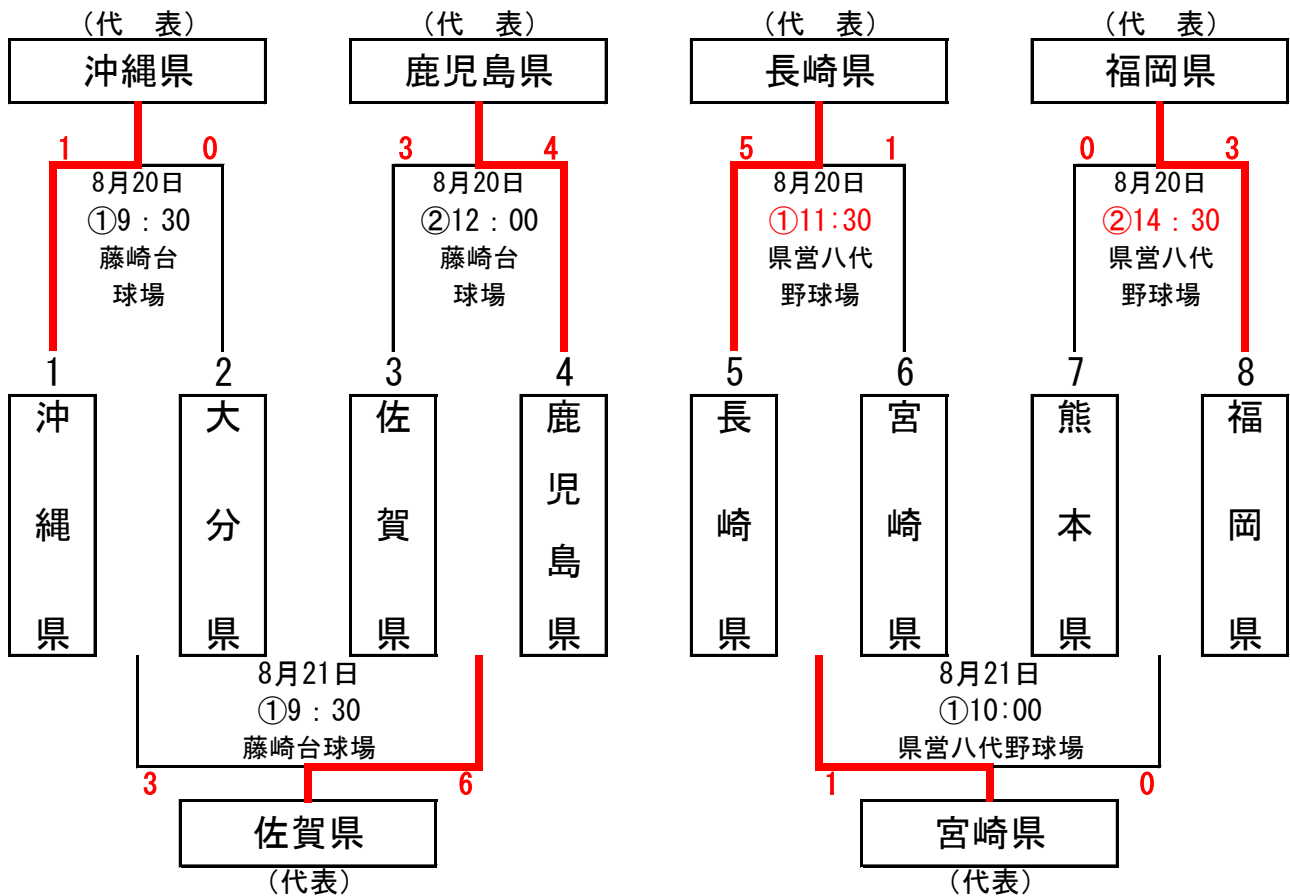 (代　表)　(代　表)　(代　表)　(代　表)
沖縄県　鹿児島県　長崎県　福岡県
1　0　3　4　5　1　0　3
8月20日　8月20日　8月20日　8月20日
①9：30　②12：00　①11:30　②14：30
藤崎台　藤崎台　県営八代　県営八代
球場　球場　野球場　野球場
1　2　3　4　5　6　7　8
沖縄県　大分県　佐賀県　鹿児島県　長崎県　宮崎県　熊本県　福岡県
8月21日　8月21日
①9：30　①10:00
藤崎台球場　県営八代野球場
3　6　1　0
佐賀県　宮崎県
(代表)　(代表)